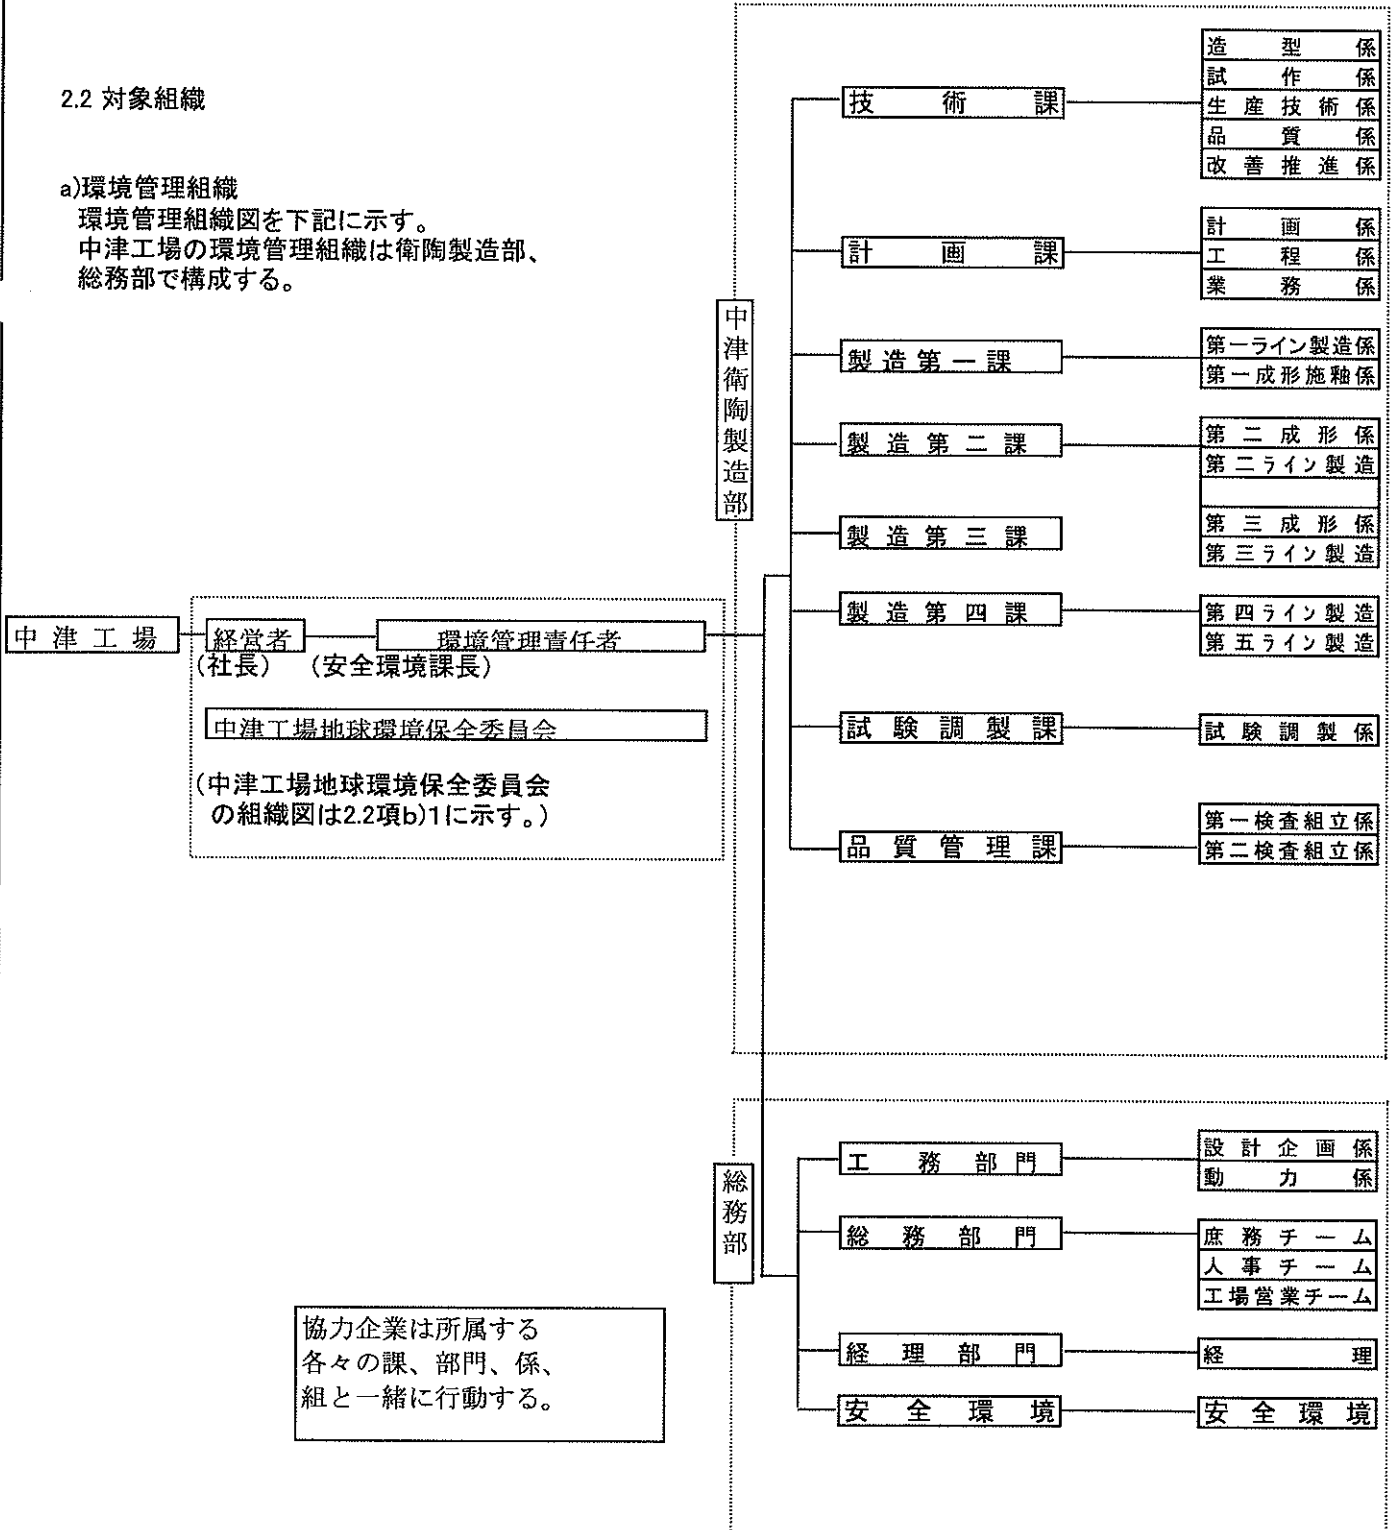 2.2 対象組織
a)環境管理組織
環境管理組織図を下記に示す。
中津工場の環境管理組織は衛陶製造部、
総務部で構成する。
中津工場
経営者
環境管理責任者
(社長)
(安全環境課長)
中津工場地球環境保全委員会
(中津工場地球環境保全委員会
の組織図は2.2項b)1に示す。)
中津衛陶製造部
技術課
造型係
試作係
生産技術係
品質係
改善推進係
計画課
計画係
工程係
業務係
製造第一課
第一ライン製造係
第一成形施釉係
製造第二課
第二成形係
第二ライン製造
製造第三課
第三成形係
第三ライン製造
製造第四課
第四ライン製造
第五ライン製造
試験調製課
試験調製係
品質管理課
第一検査組立係
第二検査組立係
総務部
工務部門
設計企画係
動力係
総務部門
庶務チーム
人事チーム
工場営業チーム
経理部門
経理
安全環境
安全環境
協力企業は所属する
各々の課、部門、係、
組と一緒に行動する。